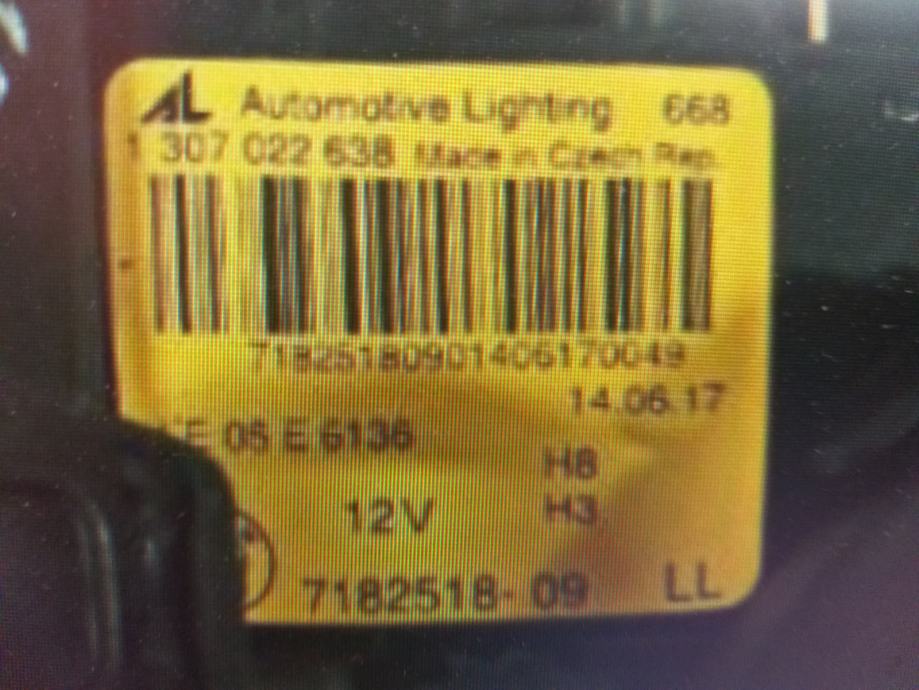 AL Automotive Lighting 668
1 307 022 638 Made in Czech Rep.
71825180901406170049
14.06.17
E 05 E 6136
H8
12V H3
7182518-09 LL